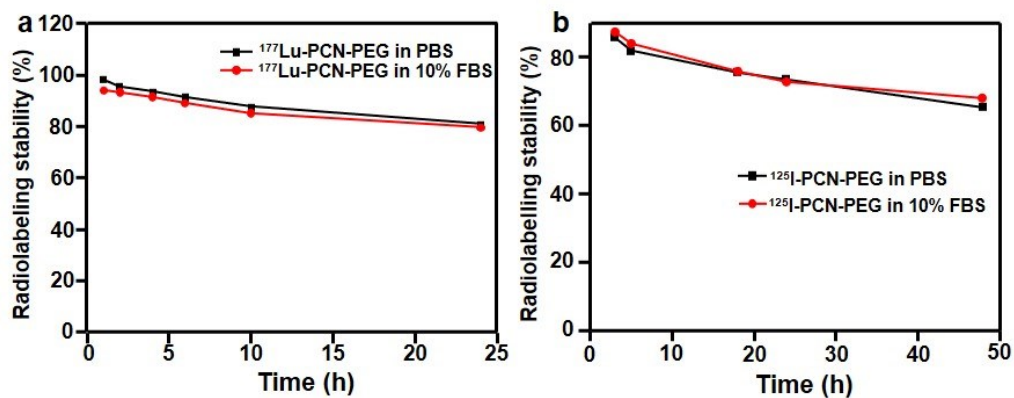 a
120
100
80
60
40
20
0
Radiolabeling stability (%)
¹⁷⁷Lu-PCN-PEG in PBS
¹⁷⁷Lu-PCN-PEG in 10% FBS
0 5 10 15 20 25
Time (h)
b
80
60
40
20
0
Radiolabelling stability (%)
¹²⁵I-PCN-PEG in PBS
¹²⁵I-PCN-PEG in 10% FBS
0 10 20 30 40 50
Time (h)